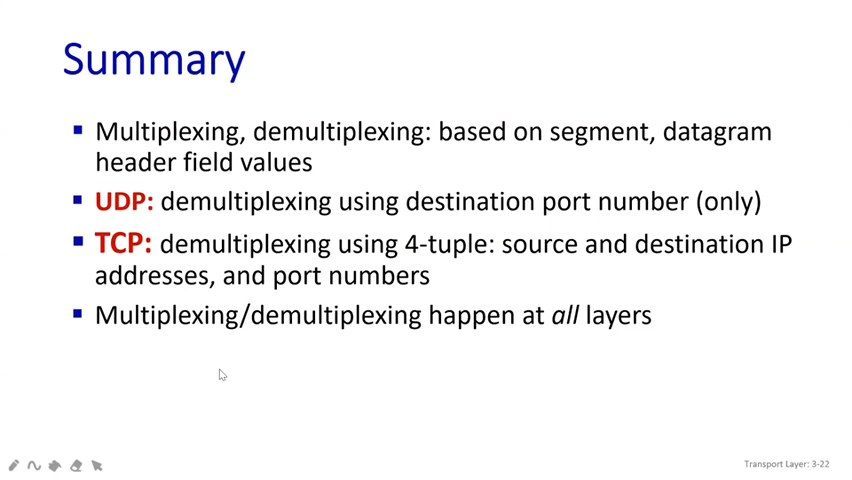 Summary
Multiplexing, demultiplexing: based on segment, datagram
header field values
UDP: demultiplexing using destination port number (only)
TCP: demultiplexing using 4-tuple: source and destination IP
addresses, and port numbers
Multiplexing/demultiplexing happen at all layers
Transport Layer: 3-22